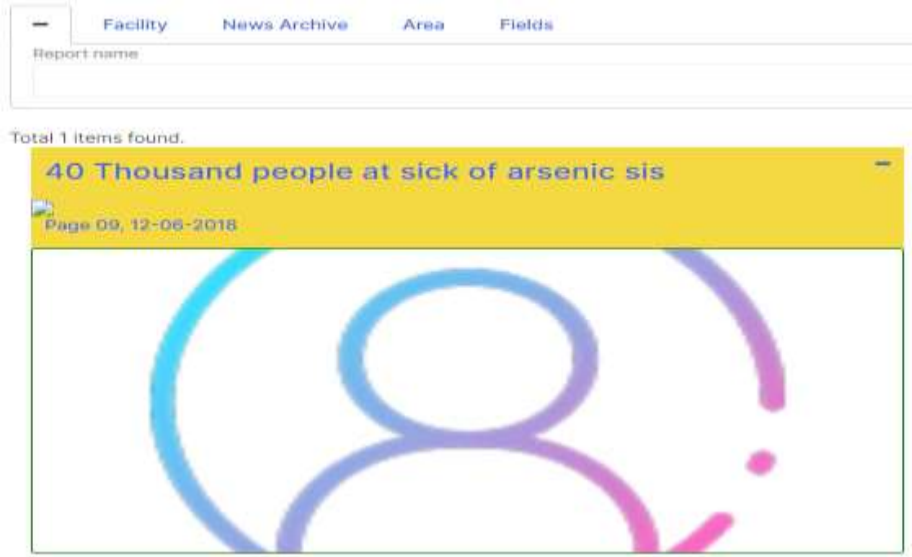 Facility News Archive Area Fields
Report name
Total 1 items found.
40 Thousand people at sick of arsenic sis
Page 09, 12-06-2018